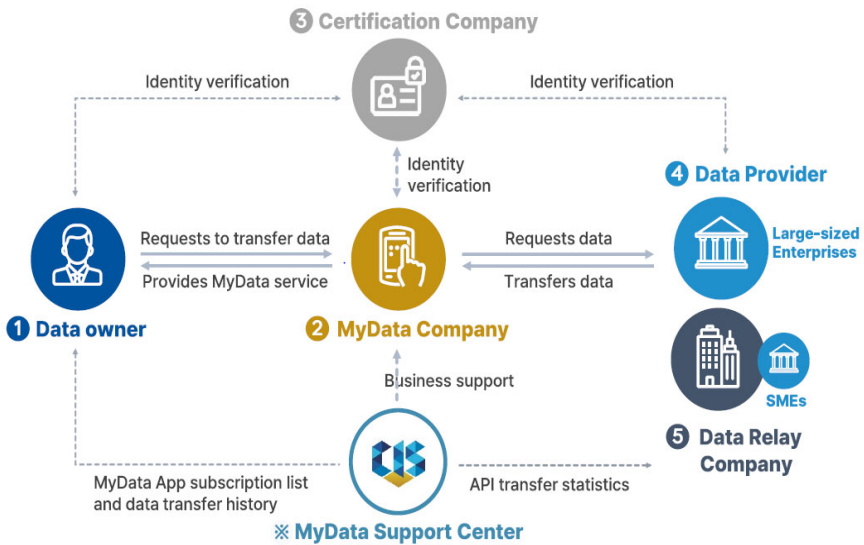 3 Certification Company
Identity verification
Identity verification
Identity
verification
4 Data Provider
Large-sized
Enterprises
Requests to transfer data
Provides MyData service
Requests data
Transfers data
1 Data owner
2 MyData Company
Business support
SMEs
5 Data Relay
Company
CIS
MyData App subscription list
and data transfer history
API transfer statistics
※ MyData Support Center